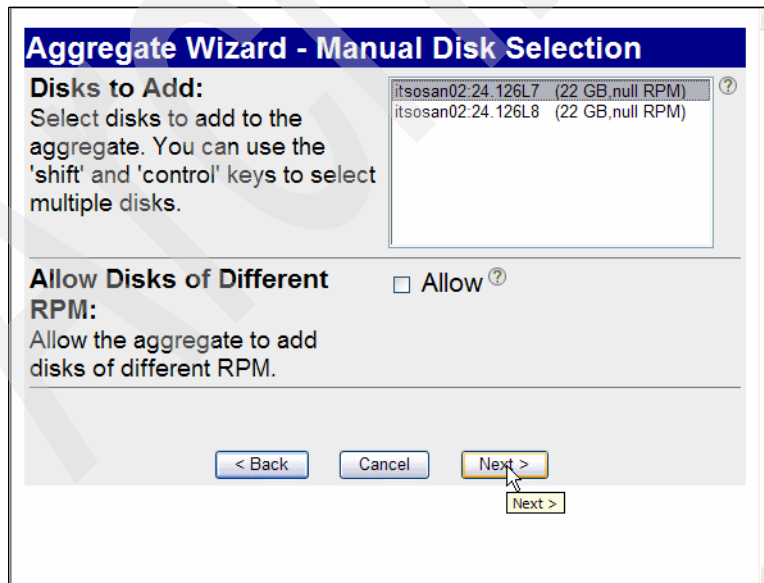 Aggregate Wizard - Manual Disk Selection
Disks to Add:
Select disks to add to the
aggregate. You can use the
'shift' and 'control' keys to select
multiple disks.
itsosan02:24.126L7 (22 GB,null RPM)
itsosan02:24.126L8 (22 GB,null RPM)
?
Allow Disks of Different
RPM:
Allow the aggregate to add
disks of different RPM.
Allow ?
< Back
Cancel
Next >
Next >